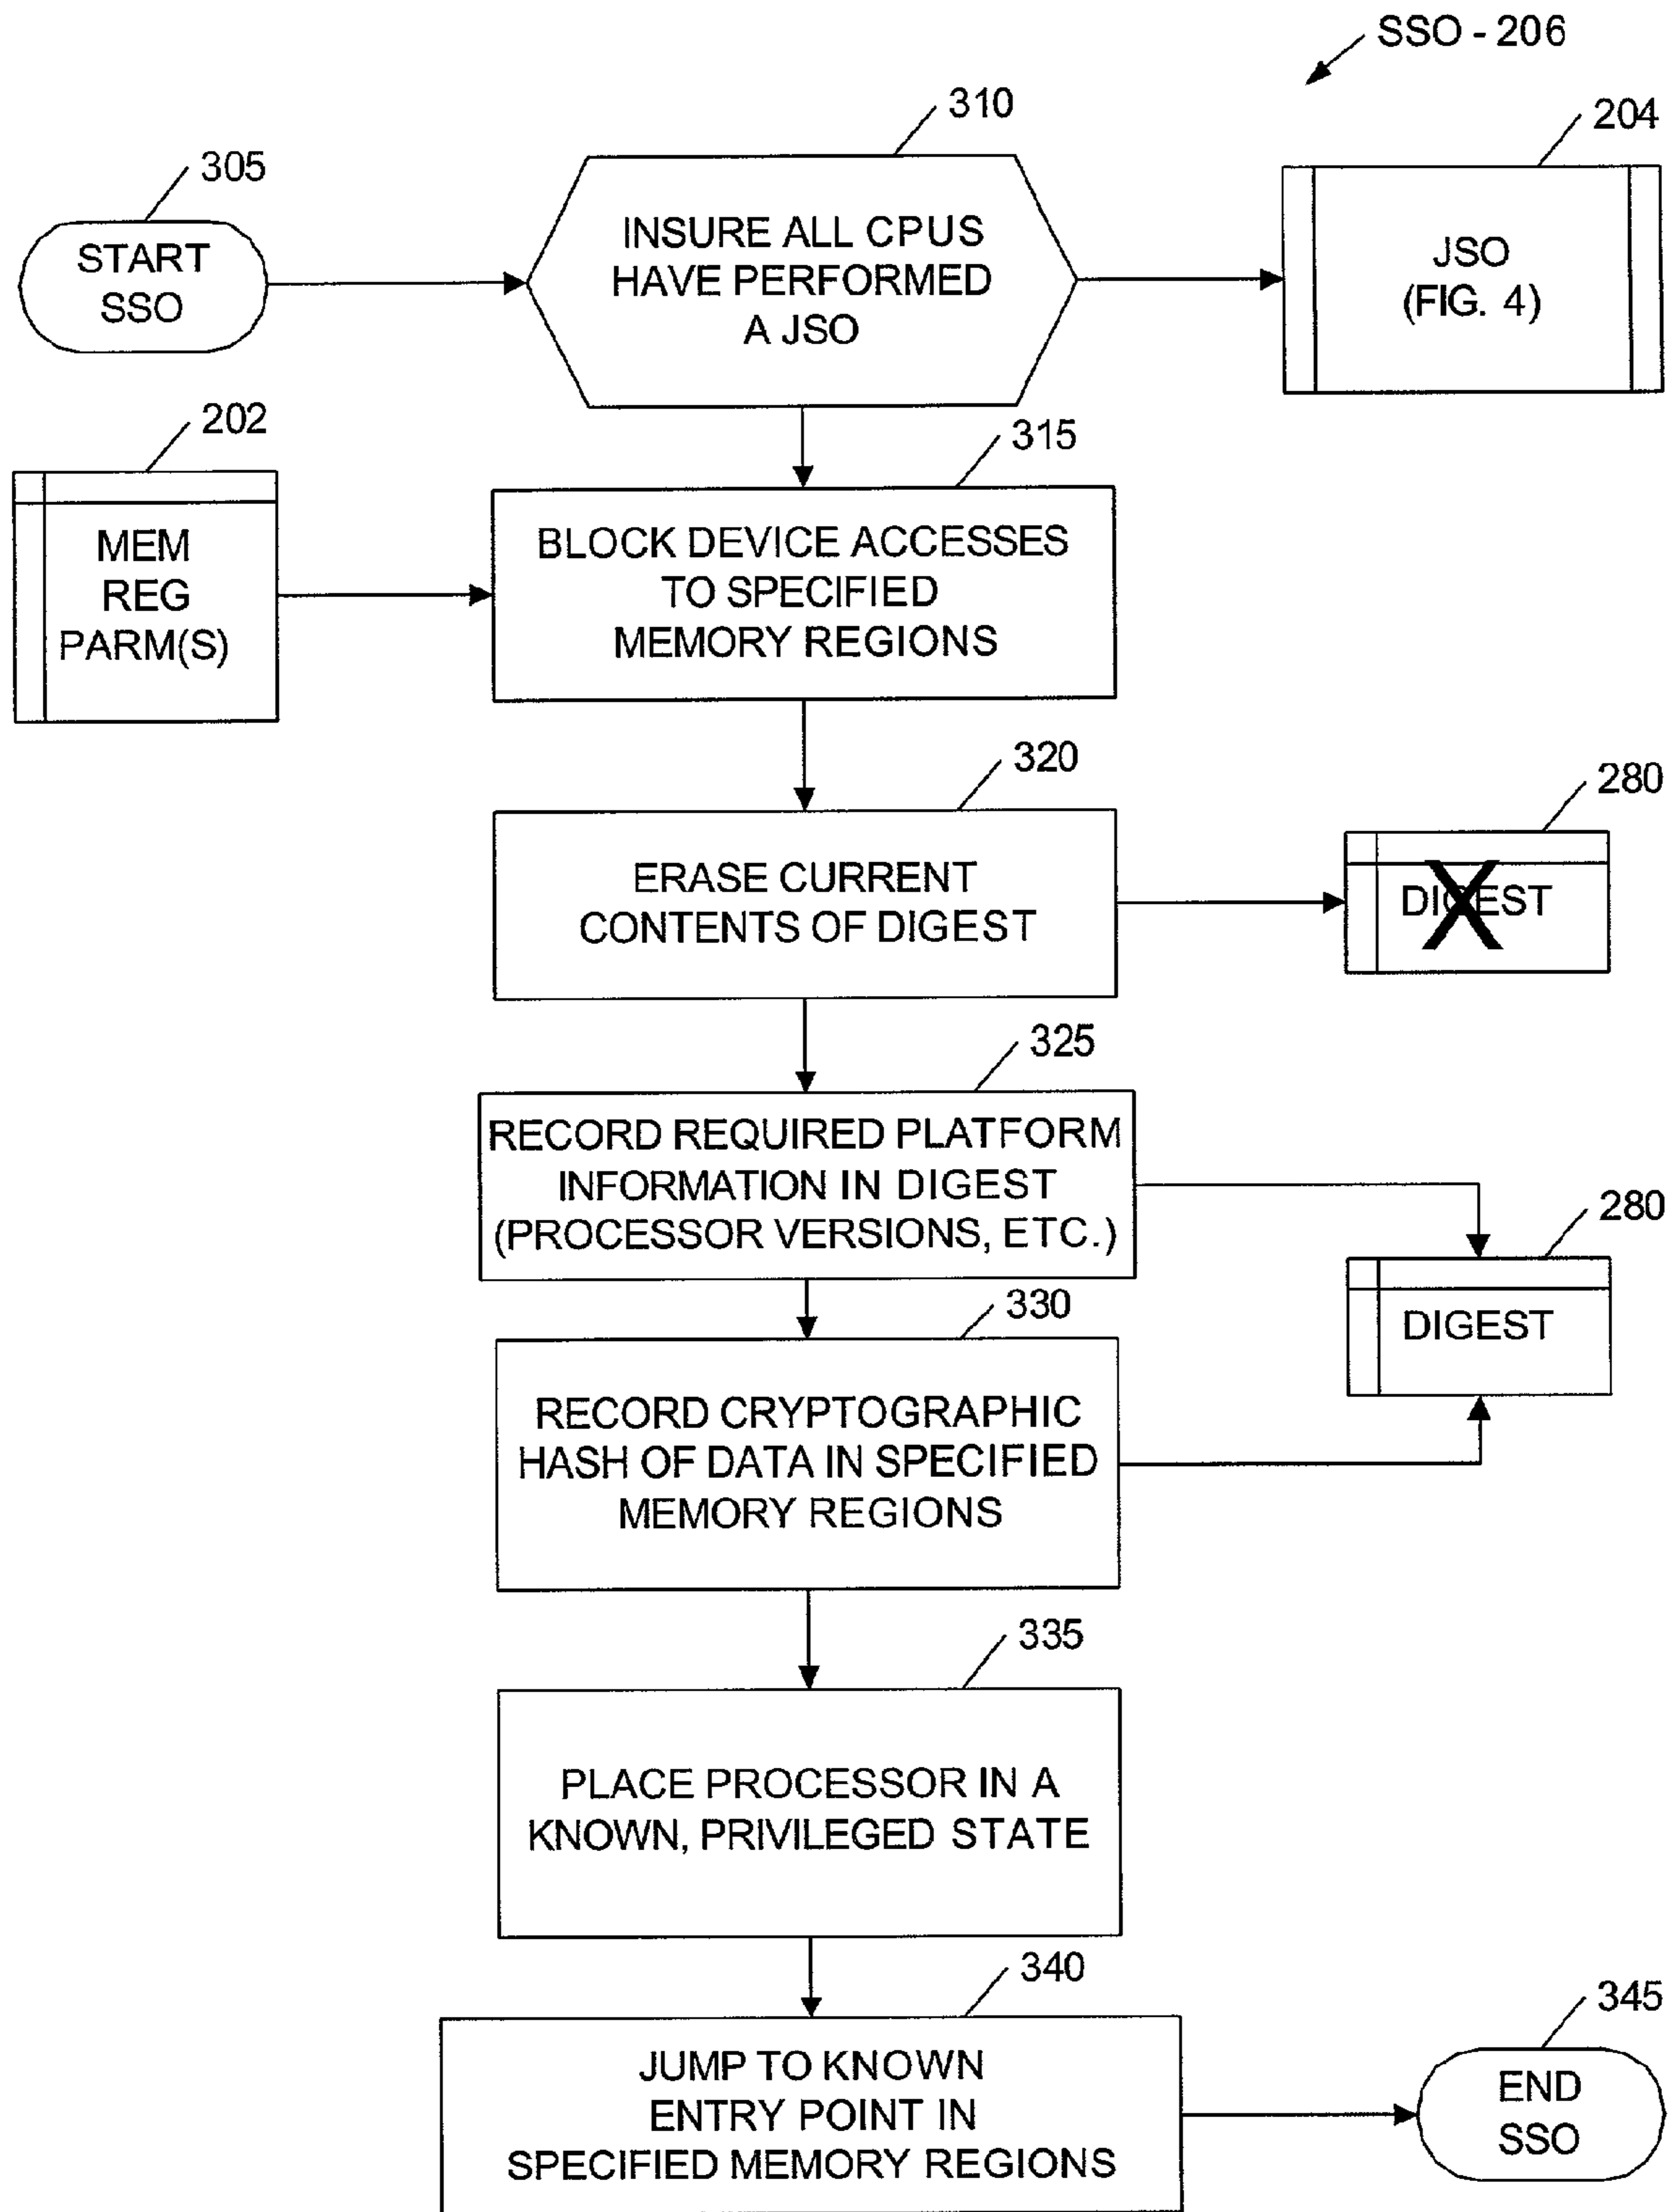 SSO - 206
310
204
305
START
SSO
INSURE ALL CPUS
HAVE PERFORMED
A JSO
JSO
(FIG. 4)
202
315
MEM
REG
PARM(S)
BLOCK DEVICE ACCESSES
TO SPECIFIED
MEMORY REGIONS
320
280
ERASE CURRENT
CONTENTS OF DIGEST
DIGEST
X
325
RECORD REQUIRED PLATFORM
INFORMATION IN DIGEST
(PROCESSOR VERSIONS, ETC.)
280
DIGEST
330
RECORD CRYPTOGRAPHIC
HASH OF DATA IN SPECIFIED
MEMORY REGIONS
335
PLACE PROCESSOR IN A
KNOWN, PRIVILEGED STATE
340
345
JUMP TO KNOWN
ENTRY POINT IN
SPECIFIED MEMORY REGIONS
END
SSO